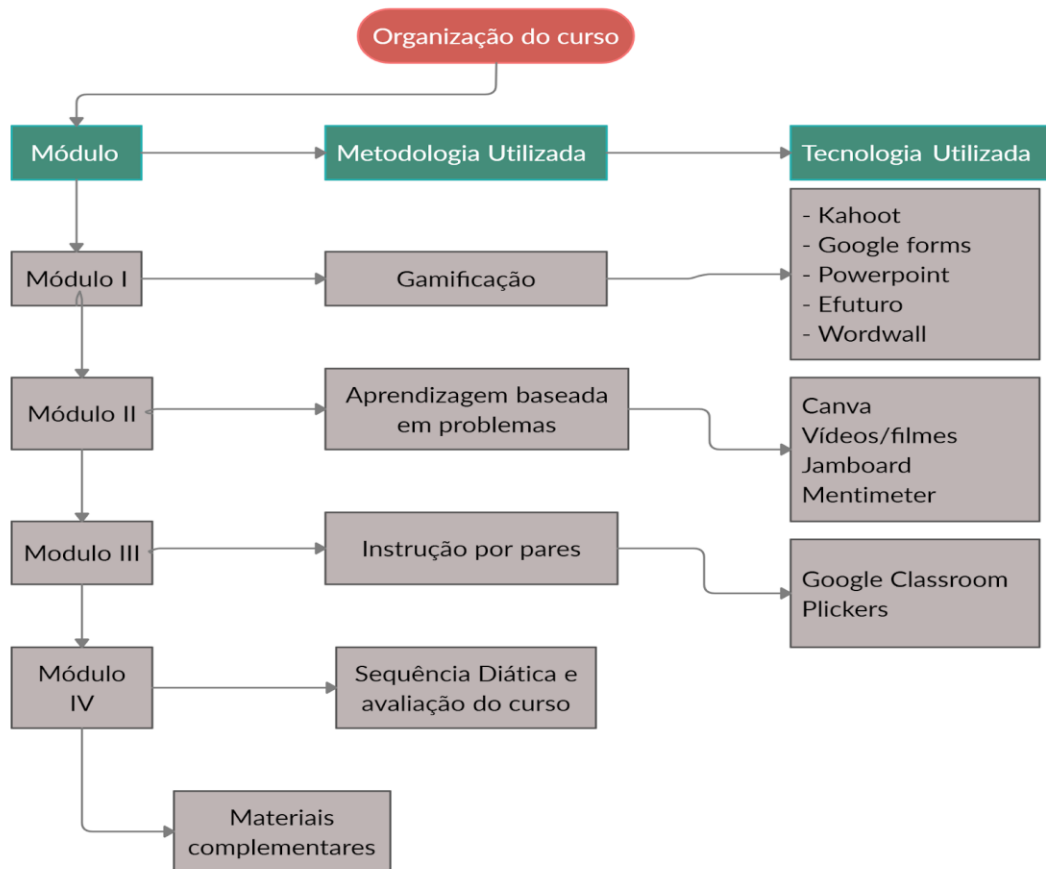 Organização do curso
Módulo
Metodologia Utilizada
Tecnologia Utilizada
Módulo I
Gamificação
- Kahoot
- Google forms
- Powerpoint
- Efuturo
- Wordwall
Módulo II
Aprendizagem baseada
em problemas
Canva
Vídeos/filmes
Jamboard
Mentimeter
Modulo III
Instrução por pares
Google Classroom
Plickers
Módulo
IV
Sequência Diática e
avaliação do curso
Materiais
complementares